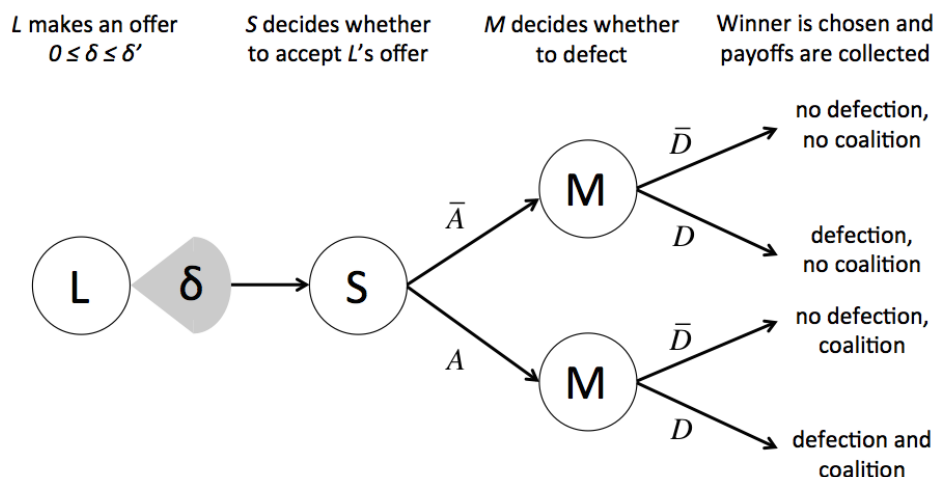 L makes an offer
0 ≤ δ ≤ δ'
S decides whether
to accept L's offer
M decides whether
to defect
Winner is chosen and
payoffs are collected
no defection,
no coalition
D̅
M
A̅
D
defection,
no coalition
L
δ
S
no defection,
coalition
D̅
A
M
D
defection and
coalition